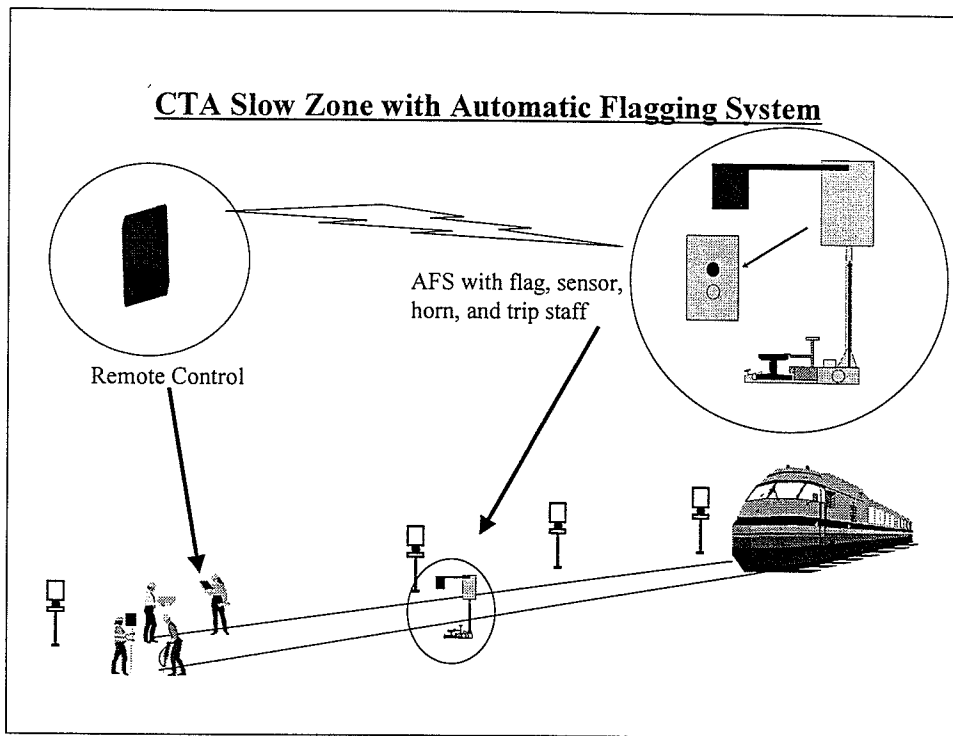 CTA Slow Zone with Automatic Flagging System
AFS with flag, sensor,
horn, and trip staff
Remote Control